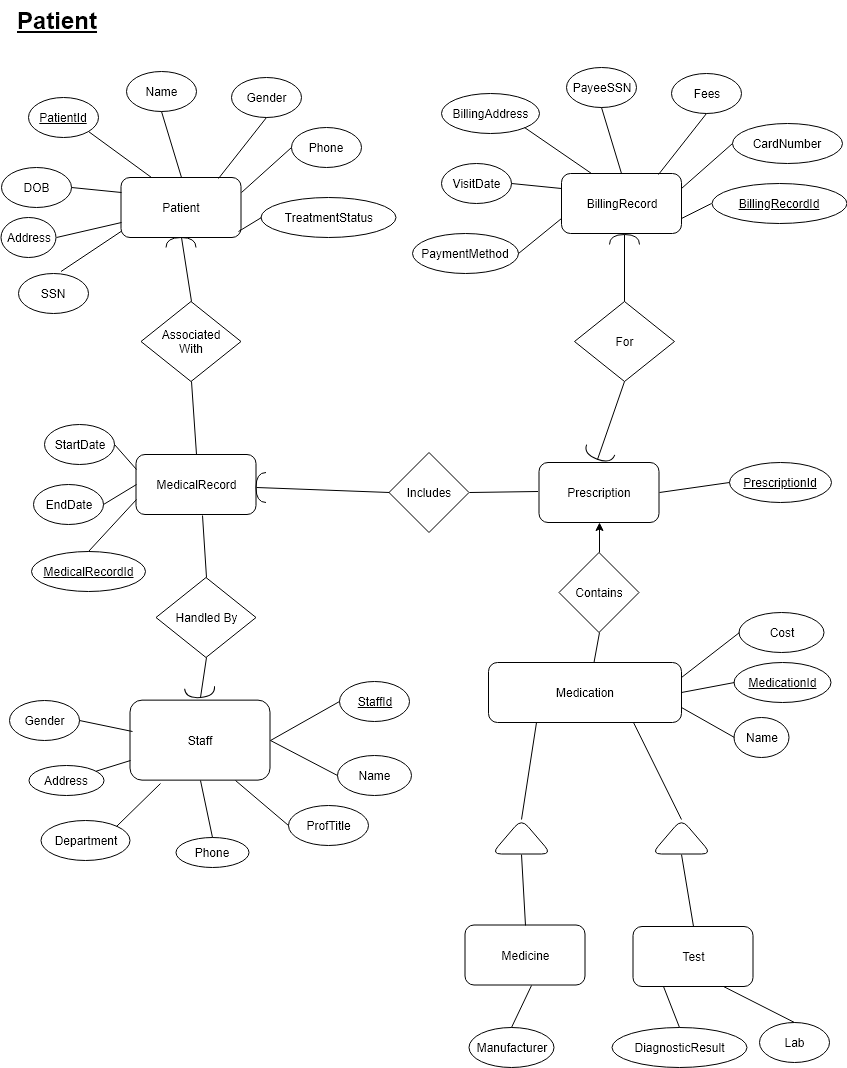 Patient
Name
Gender
PatientId
Phone
DOB
Patient
TreatmentStatus
Address
SSN
PayeeSSN
Fees
BillingAddress
CardNumber
VisitDate
BillingRecord
BillingRecordId
PaymentMethod
Associated
With
For
StartDate
MedicalRecord
EndDate
MedicalRecordId
Includes
Prescription
PrescriptionId
Handled By
Contains
Cost
Medication
MedicationId
Name
Gender
Staff
StaffId
Address
Name
Department
Phone
ProfTitle
Medicine
Test
Manufacturer
DiagnosticResult
Lab